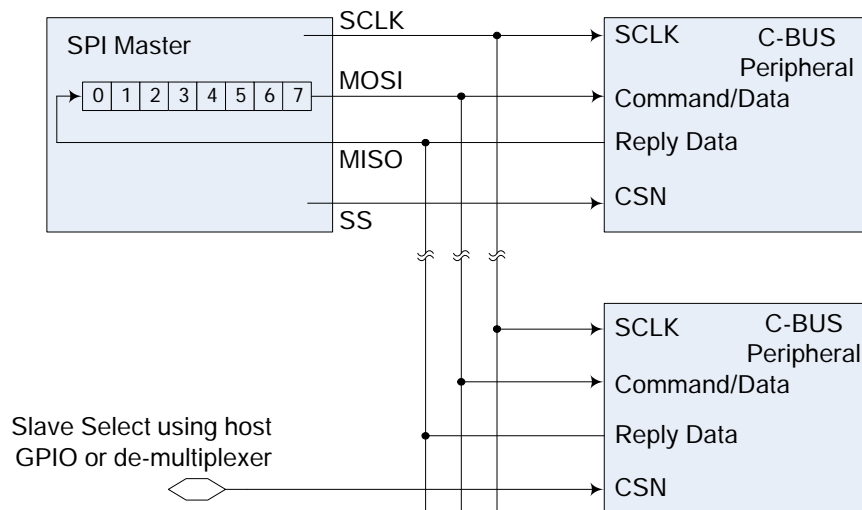 SCLK
SPI Master
SCLK
C-BUS
Peripheral
MOSI
0 1 2 3 4 5 6 7
Command/Data
Reply Data
MISO
CSN
SS
SCLK
C-BUS
Peripheral
Command/Data
Slave Select using host
GPIO or de-multiplexer
Reply Data
CSN